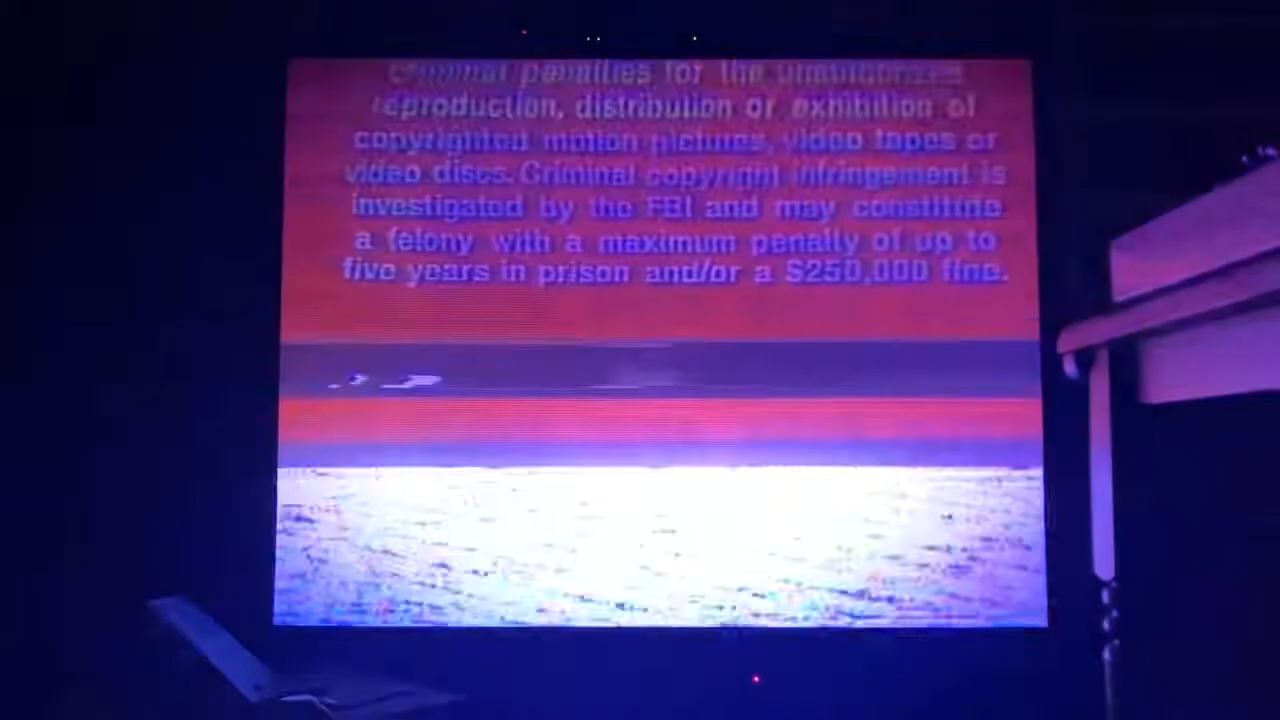 criminal penalties for the unauthorized
reproduction, distribution or exhibition of
copyrighted motion pictures, video tapes or
video discs. Criminal copyright infringement is
investigated by the FBI and may constitute
a felony with a maximum penalty of up to
five years in prison and/or a $250,000 fine.